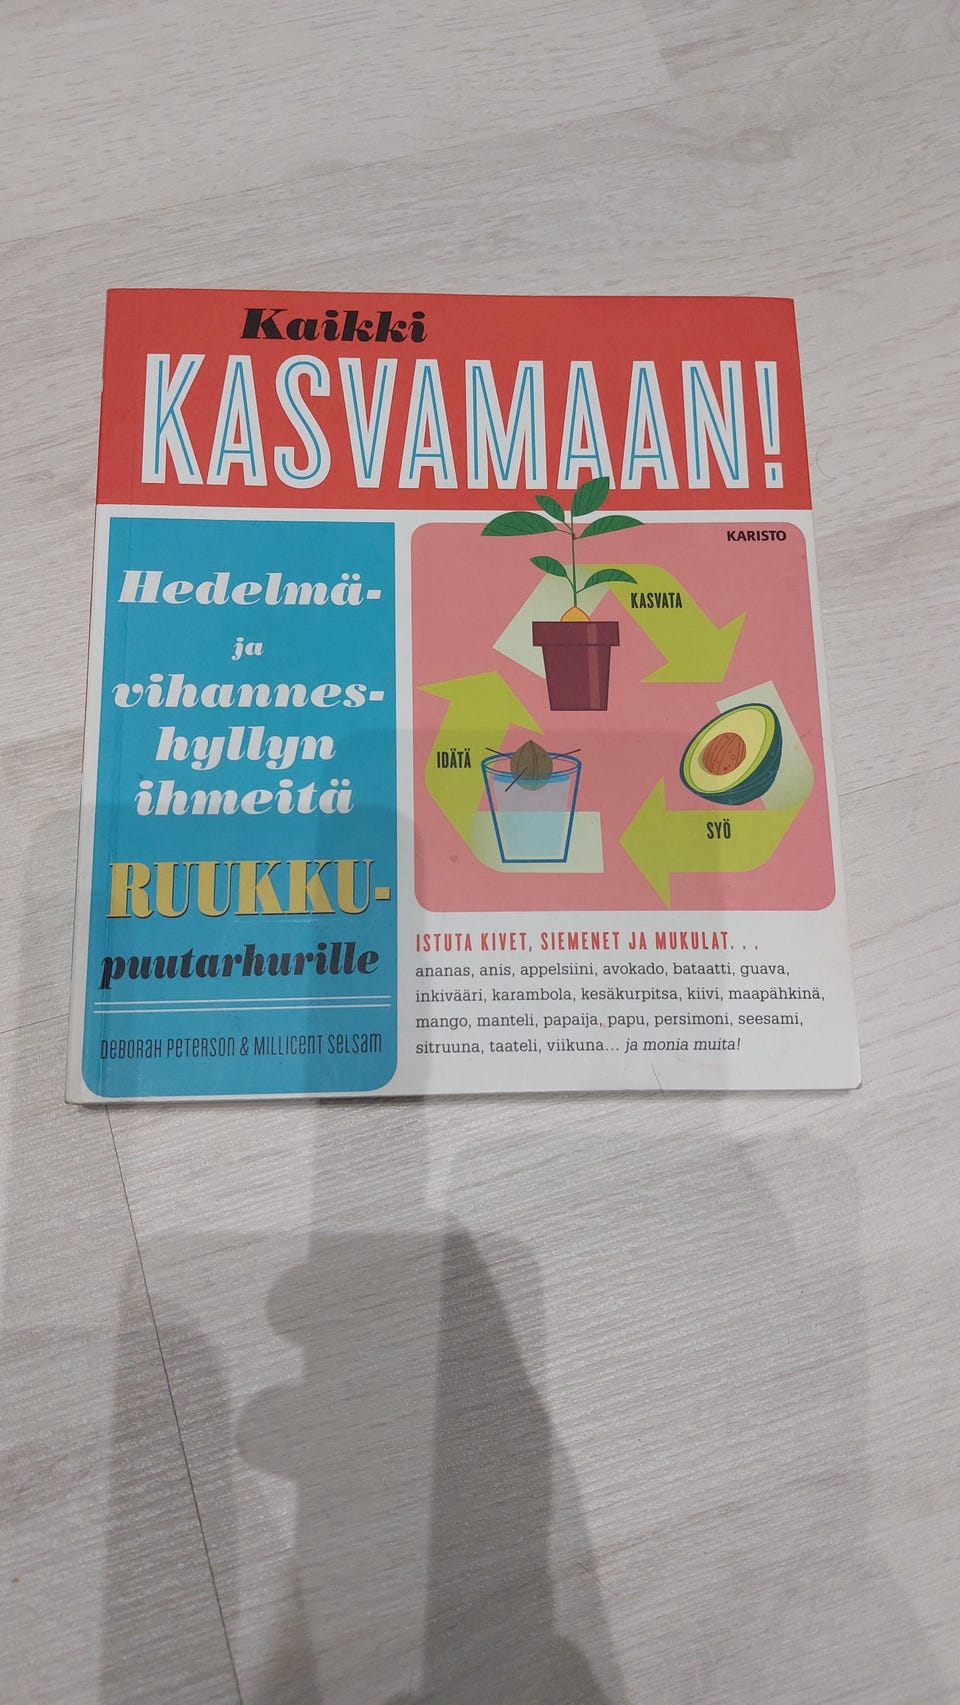 Kaikki
KASVAMAAN!
Hedelmä-
ja
vihannes-
hyllyn
ihmeitä
RUUKKU-
puutarhurille
DEBORAH PETERSON & MILLICENT SELSAM
KARISTO
KASVATA
IDÄTÄ
SYÖ
ISTUTA KIVET, SIEMENET JA MUKULAT...
ananas, anis, appelsiini, avokado, bataatti, guava,
inkivääri, karambola, kesäkurpitsa, kiivi, maapähkinä,
mango, manteli, papaija, papu, persimoni, seesami,
sitruuna, taateli, viikuna... ja monia muita!